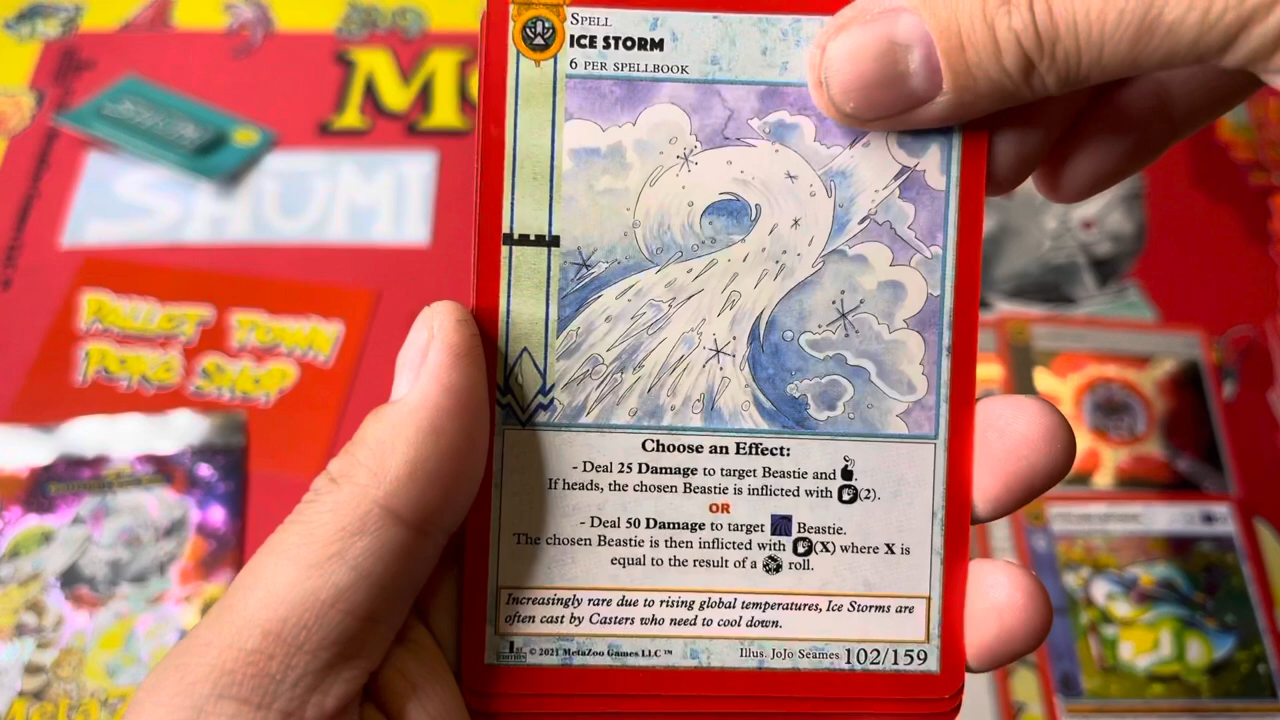 SPELL
ICE STORM
6 PER SPELLBOOK
M
SHUMI
PALLET TOWN
POKÉ SHOP
Choose an Effect:
- Deal 25 Damage to target Beastie and .
If heads, the chosen Beastie is inflicted with (2).
OR
- Deal 50 Damage to target Beastie.
The chosen Beastie is then inflicted with (X) where X is
equal to the result of a roll.
Increasingly rare due to rising global temperatures, Ice Storms are
often cast by Casters who need to cool down.
1ST EDITION © 2021 MetaZoo Games LLC ™ Illus. JoJo Seames 102/159
MetaZ